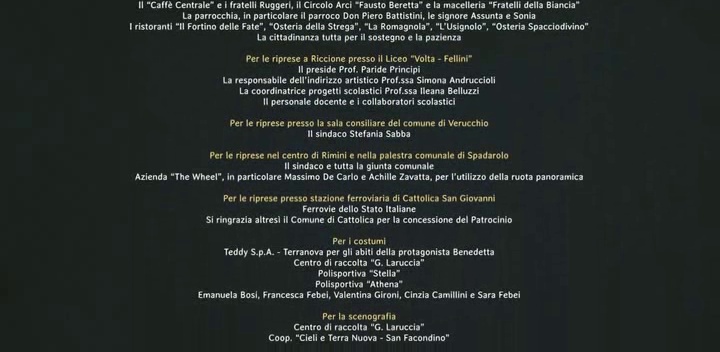 Il "Caffè Centrale" e i fratelli Ruggeri, il Circolo Arci "Fausto Beretta" e la macelleria "Fratelli della Biancia"
La parrocchia, in particolare il parroco Don Piero Battistini, le signore Assunta e Sonia
I ristoranti "Il Fortino delle Fate", "Osteria della Strega", "La Romagnola", "L'Usignolo", "Osteria Spacciodivino"
La cittadinanza tutta per il sostegno e la pazienza
Per le riprese a Riccione presso il Liceo "Volta - Fellini"
Il preside Prof. Paride Principi
La responsabile dell'indirizzo artistico Prof.ssa Simona Andruccioli
La coordinatrice progetti scolastici Prof.ssa Ileana Belluzzi
Il personale docente e i collaboratori scolastici
Per le riprese presso la sala consiliare del comune di Verucchio
Il sindaco Stefania Sabba
Per le riprese nel centro di Rimini e nella palestra comunale di Spadarolo
Il sindaco e tutta la giunta comunale
Azienda "The Wheel", in particolare Massimo De Carlo e Achille Zavatta, per l'utilizzo della ruota panoramica
Per le riprese presso stazione ferroviaria di Cattolica San Giovanni
Ferrovie dello Stato Italiane
Si ringrazia altresì il Comune di Cattolica per la concessione del Patrocinio
Per i costumi
Teddy S.p.A. - Terranova per gli abiti della protagonista Benedetta
Centro di raccolta "G. Laruccia"
Polisportiva "Stella"
Polisportiva "Athena"
Emanuela Bosi, Francesca Febei, Valentina Gironi, Cinzia Camillini e Sara Febei
Per la scenografia
Centro di raccolta "G. Laruccia"
Coop. "Cieli e Terra Nuova - San Facondino"